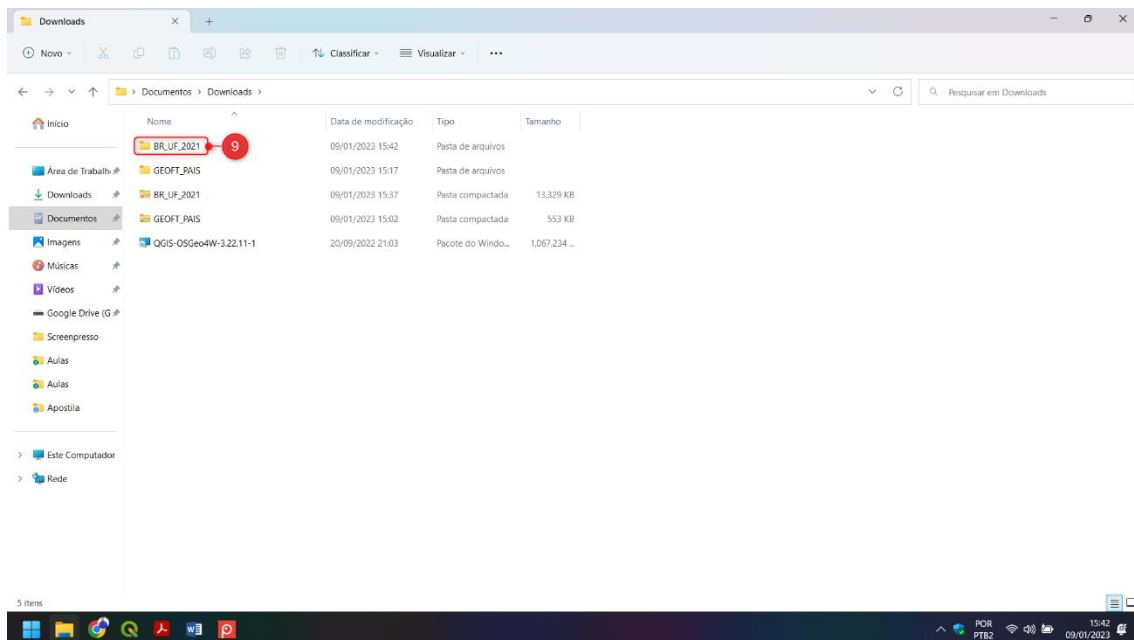 Downloads
Novo
Classificar
Visualizar
Documentos > Downloads >
Pesquisar em Downloads
Início
Área de Trabalh
Downloads
Documentos
Imagens
Músicas
Vídeos
Google Drive (G
Screenpresso
Aulas
Aulas
Apostila
Este Computador
Rede
Nome Data de modificação Tipo Tamanho
BR_UF_2021 9 09/01/2023 15:42 Pasta de arquivos
GEOFT_PAIS 09/01/2023 15:17 Pasta de arquivos
BR_UF_2021 09/01/2023 15:37 Pasta compactada 13,329 KB
GEOFT_PAIS 09/01/2023 15:02 Pasta compactada 553 KB
QGIS-OSGeo4W-3.22.11-1 20/09/2022 21:03 Pacote do Windo... 1,067,234 ...
5 itens
POR
PTB2
15:42
09/01/2023